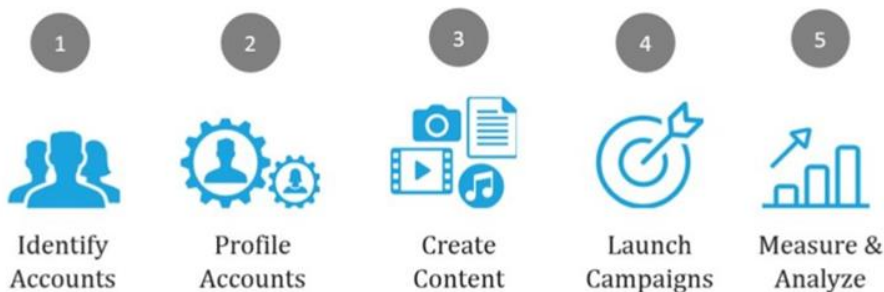 1
2
3
4
5
Identify
Accounts
Profile
Accounts
Create
Content
Launch
Campaigns
Measure &
Analyze